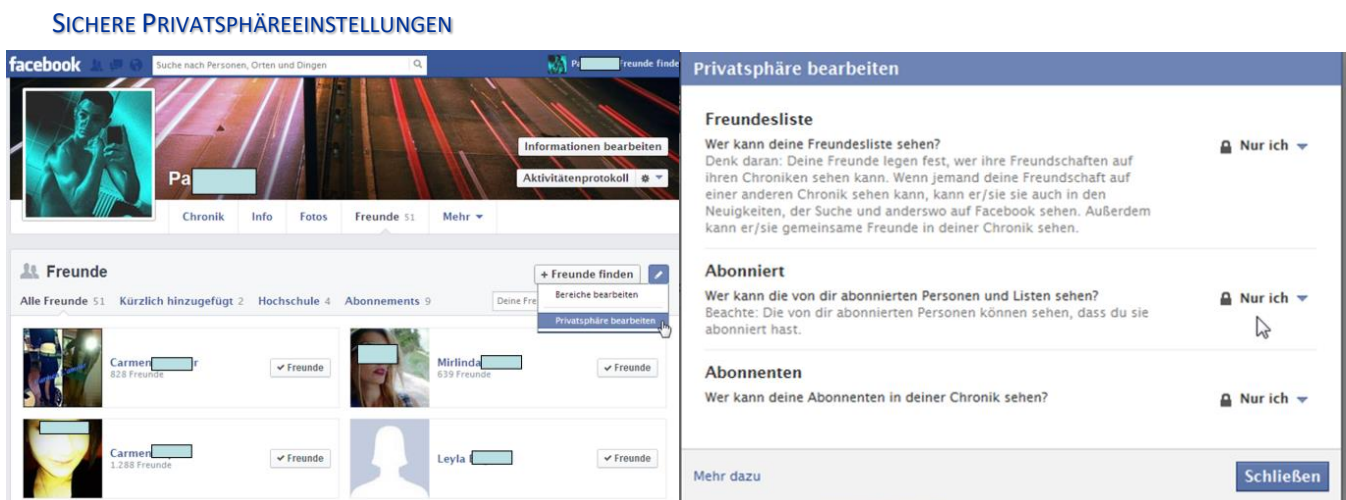 SICHERE PRIVATSPHÄREEINSTELLUNGEN
facebook
Suche nach Personen, Orten und Dingen
Freunde finde
Informationen bearbeiten
Pa
Aktivitätenprotokoll
Chronik Info Fotos Freunde 51 Mehr
Freunde
+ Freunde finden
Alle Freunde 51 Kürzlich hinzugefügt 2 Hochschule 4 Abonnements 9
Deine Fre
Bereiche bearbeiten
Privatsphäre bearbeiten
Carmen r
828 Freunde
✔ Freunde
Mirlinda
639 Freunde
✔ Freunde
Carmen
1.288 Freunde
✔ Freunde
Leyla
✔ Freunde
Privatsphäre bearbeiten
Freundesliste
Wer kann deine Freundesliste sehen?
Nur ich
Denk daran: Deine Freunde legen fest, wer ihre Freundschaften auf
ihren Chroniken sehen kann. Wenn jemand deine Freundschaft auf
einer anderen Chronik sehen kann, kann er/sie sie auch in den
Neuigkeiten, der Suche und anderswo auf Facebook sehen. Außerdem
kann er/sie gemeinsame Freunde in deiner Chronik sehen.
Abonniert
Wer kann die von dir abonnierten Personen und Listen sehen?
Nur ich
Beachte: Die von dir abonnierten Personen können sehen, dass du sie
abonniert hast.
Abonnenten
Wer kann deine Abonnenten in deiner Chronik sehen?
Nur ich
Mehr dazu
Schließen